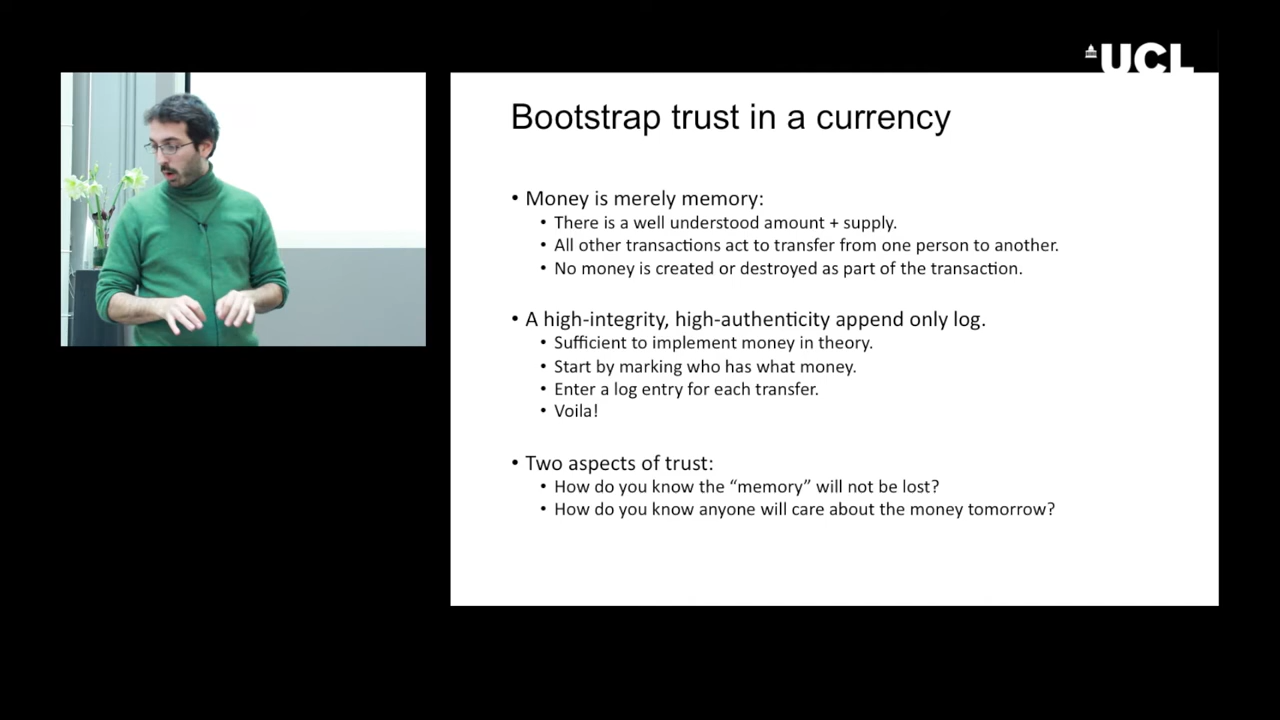 UCL
Bootstrap trust in a currency
• Money is merely memory:
• There is a well understood amount + supply.
• All other transactions act to transfer from one person to another.
• No money is created or destroyed as part of the transaction.
• A high-integrity, high-authenticity append only log.
• Sufficient to implement money in theory.
• Start by marking who has what money.
• Enter a log entry for each transfer.
• Voila!
• Two aspects of trust:
• How do you know the “memory” will not be lost?
• How do you know anyone will care about the money tomorrow?